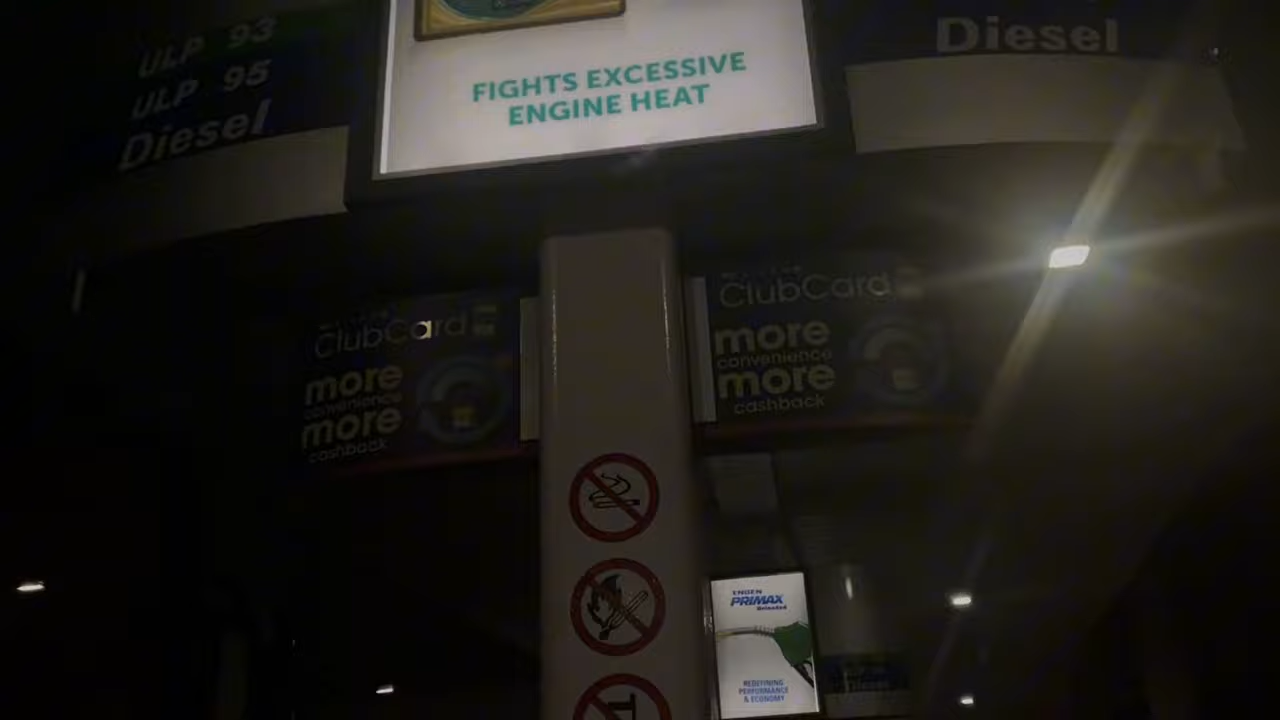 ULP 93
ULP 95
Diesel
FIGHTS EXCESSIVE
ENGINE HEAT
Diesel
ClubCard
more
convenience
more
cashback
ClubCard
more
convenience
more
cashback
ENGEN
PRIMAX
Unleaded
REDEFINING
PERFORMANCE
& ECONOMY